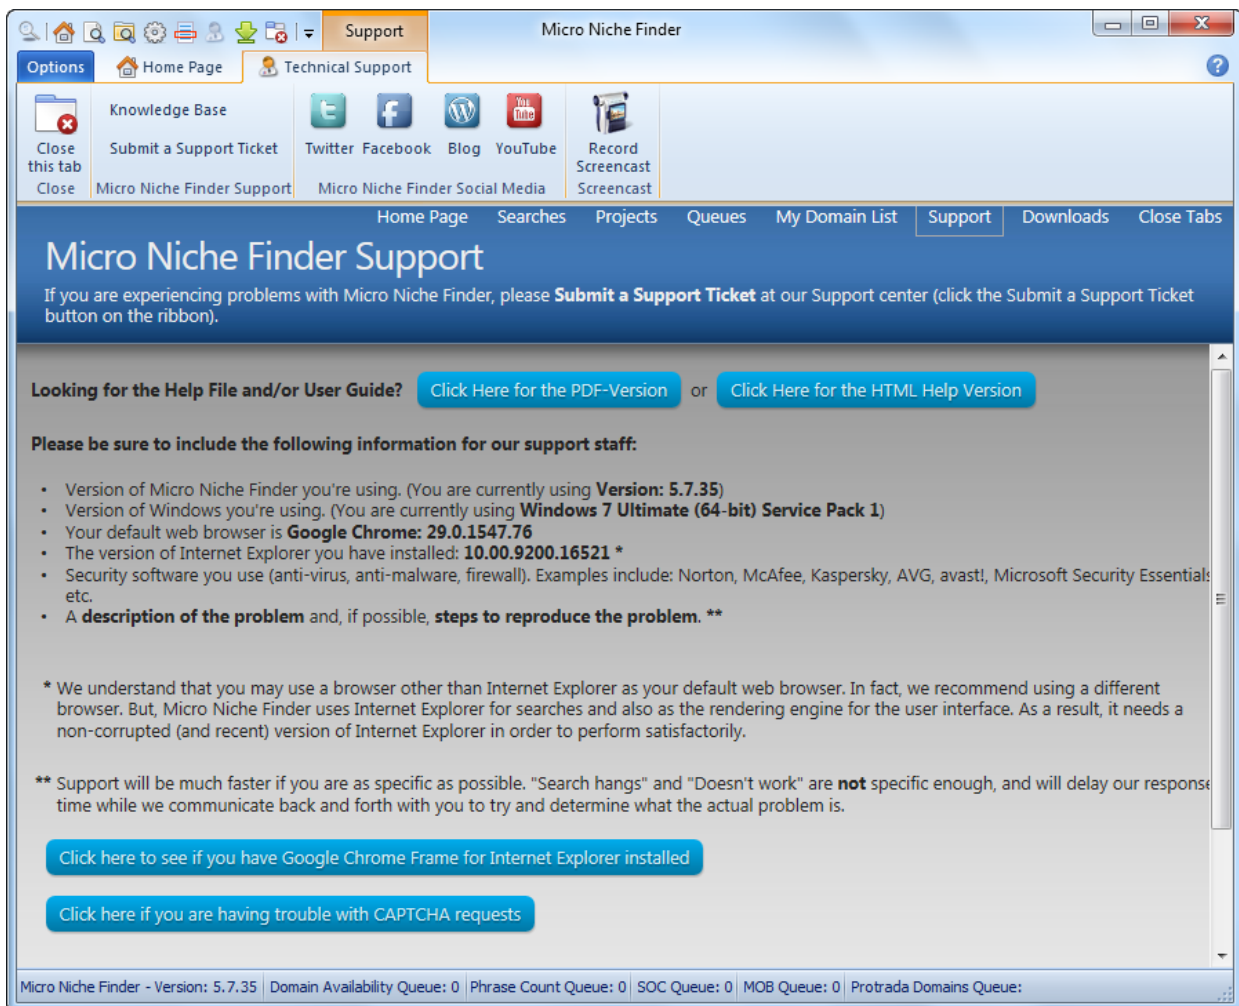 Support
Micro Niche Finder
Options
Home Page
Technical Support
Knowledge Base
Submit a Support Ticket
Close
this tab
Twitter
Facebook
Blog
YouTube
Record
Screencast
Close
Micro Niche Finder Support
Micro Niche Finder Social Media
Screencast
Home Page
Searches
Projects
Queues
My Domain List
Support
Downloads
Close Tabs
Micro Niche Finder Support
If you are experiencing problems with Micro Niche Finder, please Submit a Support Ticket at our Support center (click the Submit a Support Ticket
button on the ribbon).
Looking for the Help File and/or User Guide? Click Here for the PDF-Version or Click Here for the HTML Help Version
Please be sure to include the following information for our support staff:
• Version of Micro Niche Finder you're using. (You are currently using Version: 5.7.35)
• Version of Windows you're using. (You are currently using Windows 7 Ultimate (64-bit) Service Pack 1)
• Your default web browser is Google Chrome: 29.0.1547.76
• The version of Internet Explorer you have installed: 10.00.9200.16521 *
• Security software you use (anti-virus, anti-malware, firewall). Examples include: Norton, McAfee, Kaspersky, AVG, avast!, Microsoft Security Essentials
etc.
• A description of the problem and, if possible, steps to reproduce the problem. **
* We understand that you may use a browser other than Internet Explorer as your default web browser. In fact, we recommend using a different
browser. But, Micro Niche Finder uses Internet Explorer for searches and also as the rendering engine for the user interface. As a result, it needs a
non-corrupted (and recent) version of Internet Explorer in order to perform satisfactorily.
** Support will be much faster if you are as specific as possible. "Search hangs" and "Doesn't work" are not specific enough, and will delay our response
time while we communicate back and forth with you to try and determine what the actual problem is.
Click here to see if you have Google Chrome Frame for Internet Explorer installed
Click here if you are having trouble with CAPTCHA requests
Micro Niche Finder - Version: 5.7.35 Domain Availability Queue: 0 Phrase Count Queue: 0 SOC Queue: 0 MOB Queue: 0 Protrada Domains Queue: